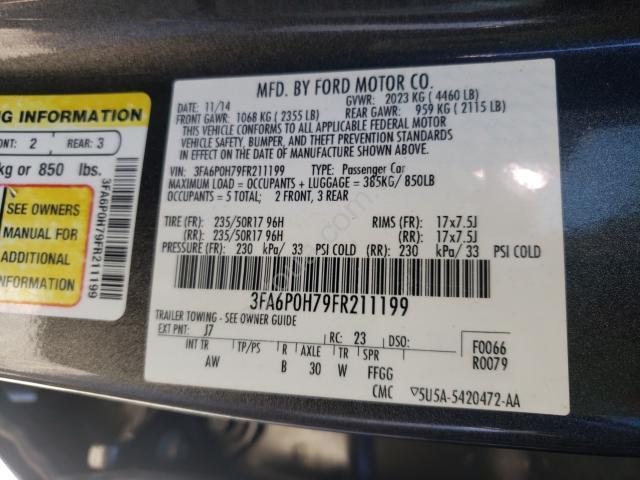 NG INFORMATION
ONT: 2 REAR: 3
kg or 850 lbs.
SEE OWNERS
MANUAL FOR
ADDITIONAL
INFORMATION
3FA6P0H79FR211199
MFD. BY FORD MOTOR CO.
DATE: 11/14 GVWR: 2023 KG ( 4460 LB)
FRONT GAWR: 1068 KG ( 2355 LB) REAR GAWR: 959 KG ( 2115 LB)
THIS VEHICLE CONFORMS TO ALL APPLICABLE FEDERAL MOTOR
VEHICLE SAFETY, BUMPER, AND THEFT PREVENTION STANDARDS
IN EFFECT ON THE DATE OF MANUFACTURE SHOWN ABOVE.
VIN: 3FA6P0H79FR211199 TYPE: Passenger Car
MAXIMUM LOAD = OCCUPANTS + LUGGAGE = 385KG/ 850LB
OCCUPANTS = 5 TOTAL; 2 FRONT, 3 REAR
TIRE (FR): 235/50R17 96H RIMS (FR): 17x7.5J
(RR): 235/50R17 96H (RR): 17x7.5J
PRESSURE (FR): 230 kPa/ 33 PSI COLD (RR): 230 kPa/ 33 PSI COLD
3FA6P0H79FR211199
TRAILER TOWING - SEE OWNER GUIDE
EXT PNT: J7 RC: 23 DSO: F0066
INT TR TP/PS R AXLE TR SPR R0079
AW B 30 W FFGG
CMC ▽5U5A-5420472-AA